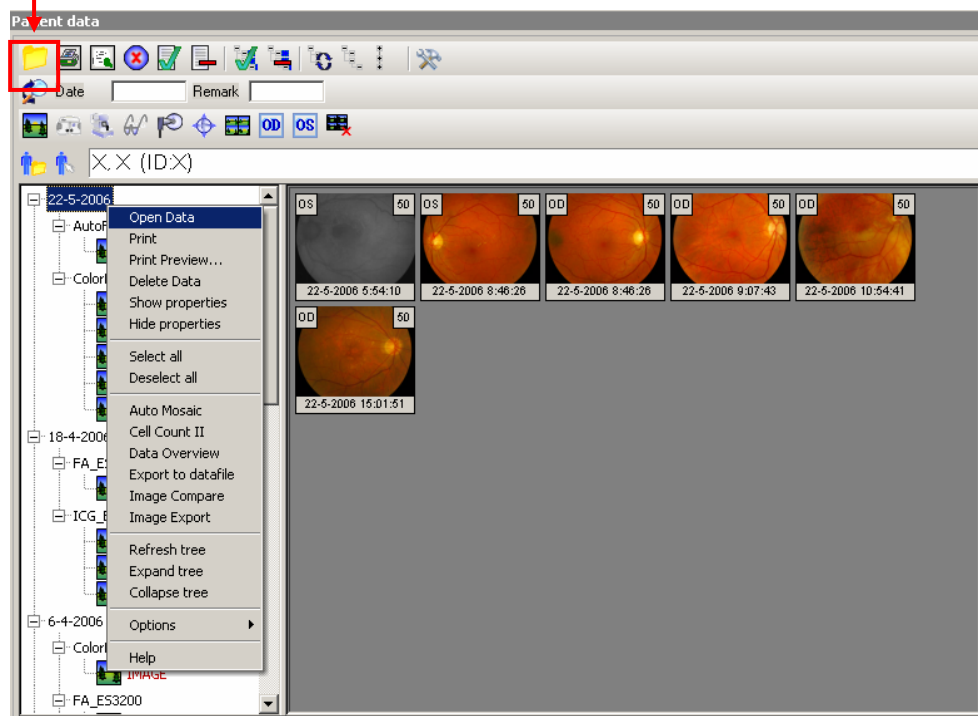 Patient data
Date Remark
OD OS
X, X (ID:X)
22-5-2006
AutoF
Colorl
18-4-2006
FA_ES
ICG_E
6-4-2006
Colorl
IMAGE
FA_ES3200
Open Data
Print
Print Preview...
Delete Data
Show properties
Hide properties
Select all
Deselect all
Auto Mosaic
Cell Count II
Data Overview
Export to datafile
Image Compare
Image Export
Refresh tree
Expand tree
Collapse tree
Options
Help
OS 50 OS 50 OD 50 OD 50 OD 50
22-5-2006 5:54:10 22-5-2006 8:46:26 22-5-2006 8:46:26 22-5-2006 9:07:43 22-5-2006 10:54:41
OD 50
22-5-2006 15:01:51